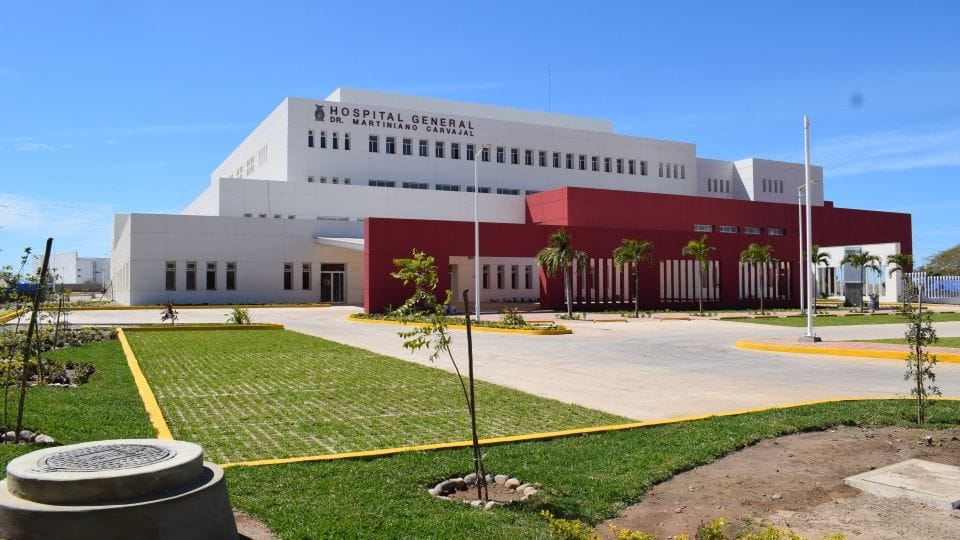 HOSPITAL GENERAL
DR. MARTINIANO CARVAJAL